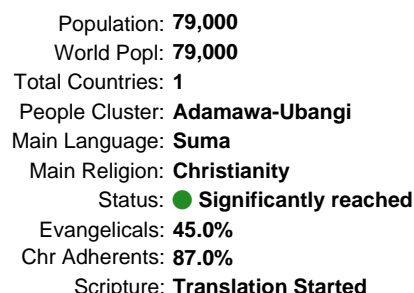 Population: 79,000
World Popl: 79,000
Total Countries: 1
People Cluster: Adamawa-Ubangi
Main Language: Suma
Main Religion: Christianity
Status: Significantly reached
Evangelicals: 45.0%
Chr Adherents: 87.0%
Scripture: Translation Started